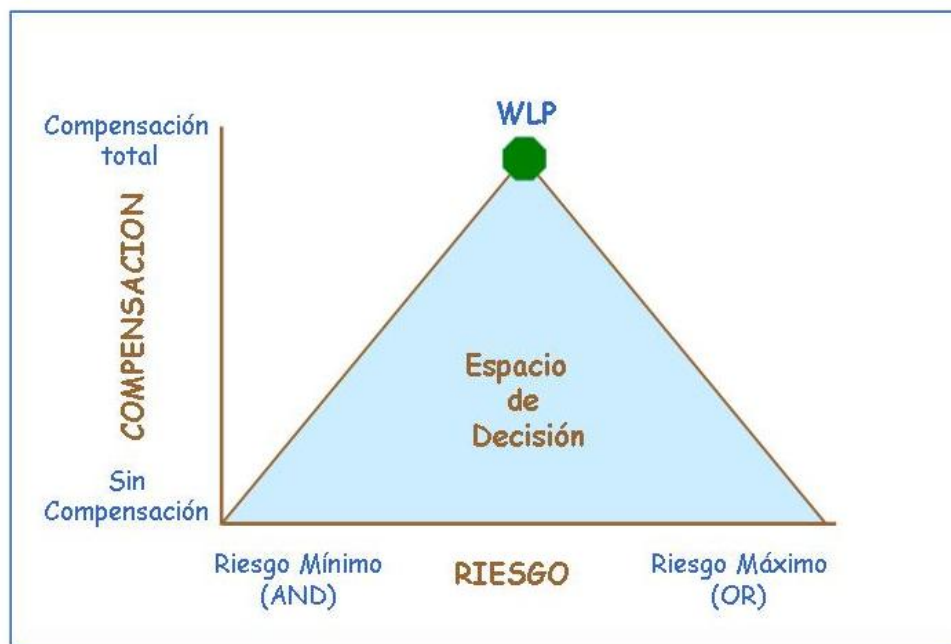 WLP
Compensación
total
COMPENSACION
Espacio
de
Decisión
Sin
Compensación
Riesgo Mínimo
(AND)
RIESGO
Riesgo Máximo
(OR)